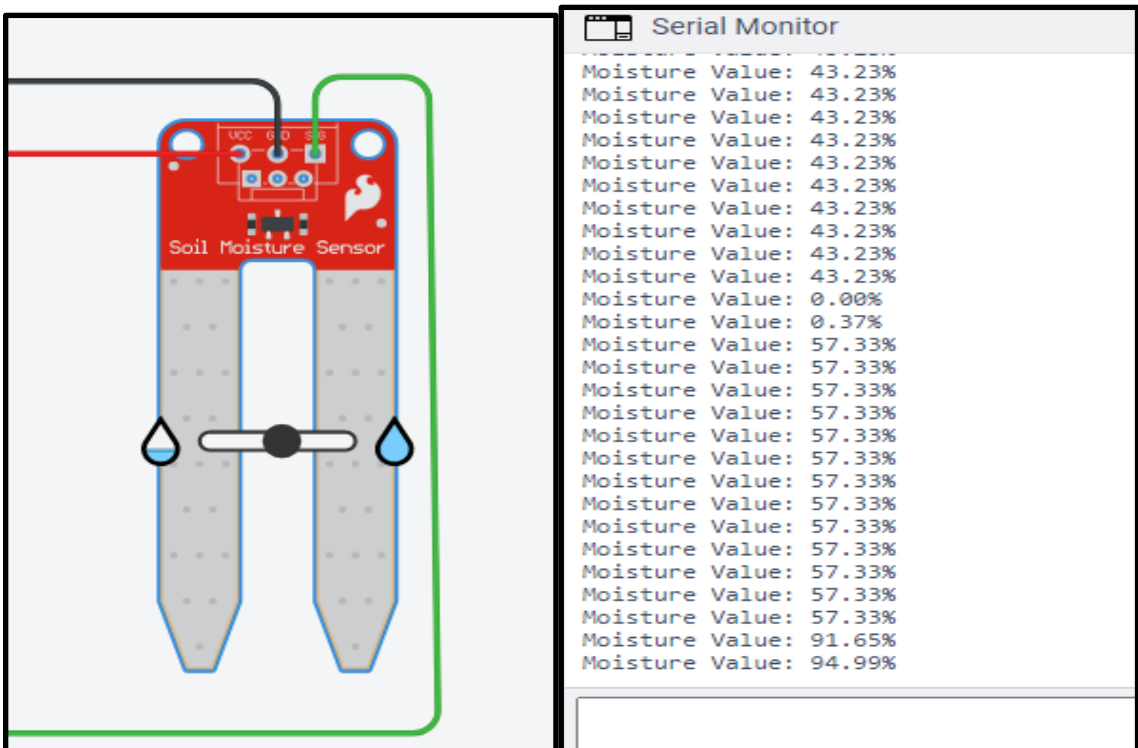 VCC GND SIG
Soil Moisture Sensor
Serial Monitor
Moisture Value: 43.23%
Moisture Value: 43.23%
Moisture Value: 43.23%
Moisture Value: 43.23%
Moisture Value: 43.23%
Moisture Value: 43.23%
Moisture Value: 43.23%
Moisture Value: 43.23%
Moisture Value: 43.23%
Moisture Value: 43.23%
Moisture Value: 0.00%
Moisture Value: 0.37%
Moisture Value: 57.33%
Moisture Value: 57.33%
Moisture Value: 57.33%
Moisture Value: 57.33%
Moisture Value: 57.33%
Moisture Value: 57.33%
Moisture Value: 57.33%
Moisture Value: 57.33%
Moisture Value: 57.33%
Moisture Value: 57.33%
Moisture Value: 57.33%
Moisture Value: 57.33%
Moisture Value: 57.33%
Moisture Value: 91.65%
Moisture Value: 94.99%